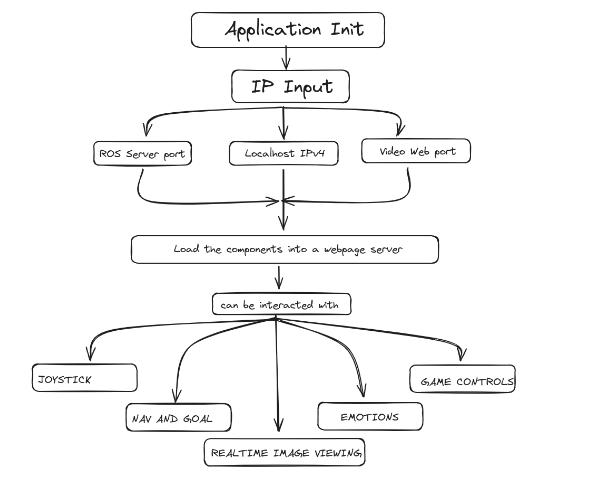 Application Init
IP Input
ROS Server port
Localhost IPv4
Video Web port
Load the components into a webpage server
can be interacted with
JOYSTICK
GAME CONTROLS
NAV AND GOAL
EMOTIONS
REALTIME IMAGE VIEWING